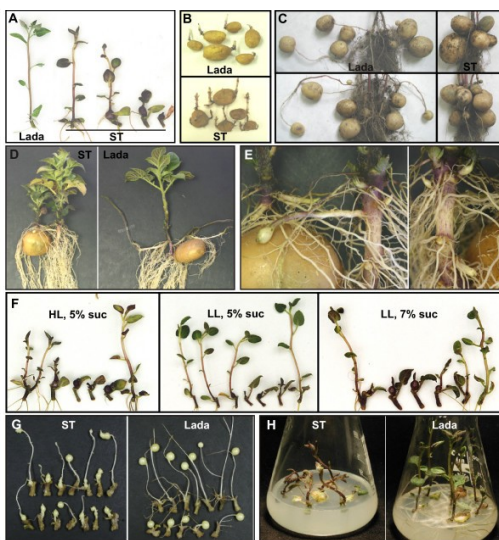 A
Lada
ST
B
Lada
ST
C
Lada
ST
D
ST
Lada
E
F
HL, 5% suc
LL, 5% suc
LL, 7% suc
G
ST
Lada
H
ST
Lada